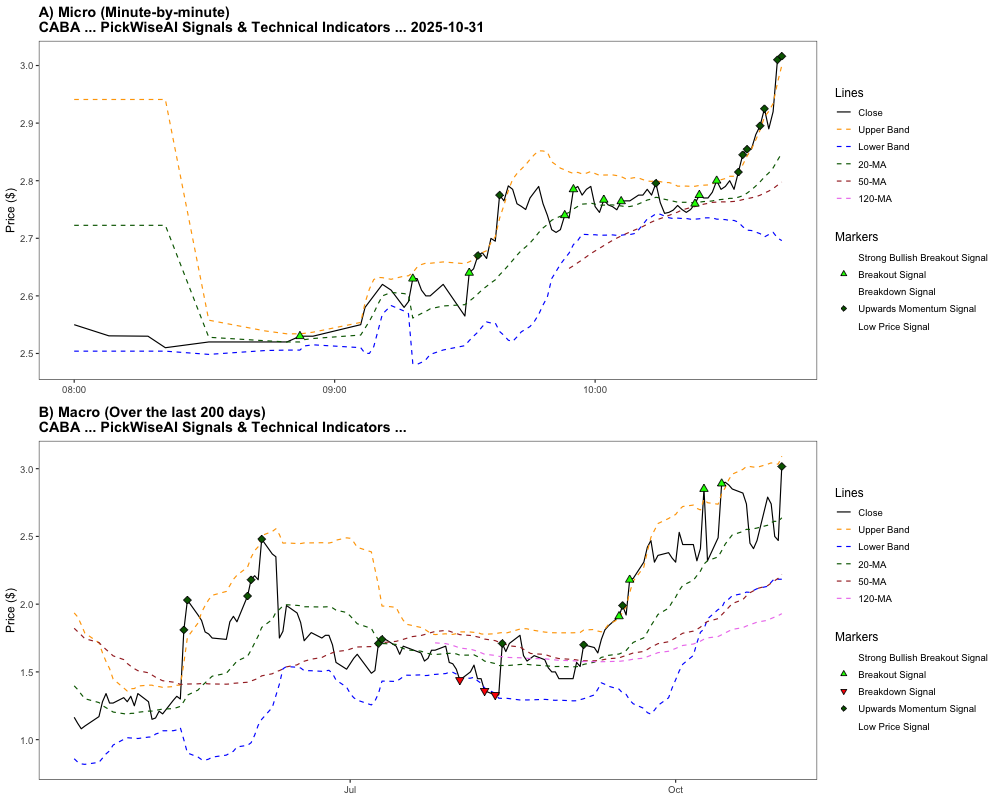 A) Micro (Minute-by-minute)
CABA ... PickWiseAI Signals & Technical Indicators ... 2025-10-31
Price ($)
3.0
2.9
2.8
2.7
2.6
2.5
08:00
09:00
10:00
Lines
Close
Upper Band
Lower Band
20-MA
50-MA
120-MA
Markers
Strong Bullish Breakout Signal
Breakout Signal
Breakdown Signal
Upwards Momentum Signal
Low Price Signal
B) Macro (Over the last 200 days)
CABA ... PickWiseAI Signals & Technical Indicators ...
Price ($)
3.0
2.5
2.0
1.5
1.0
Jul
Oct
Lines
Close
Upper Band
Lower Band
20-MA
50-MA
120-MA
Markers
Strong Bullish Breakout Signal
Breakout Signal
Breakdown Signal
Upwards Momentum Signal
Low Price Signal